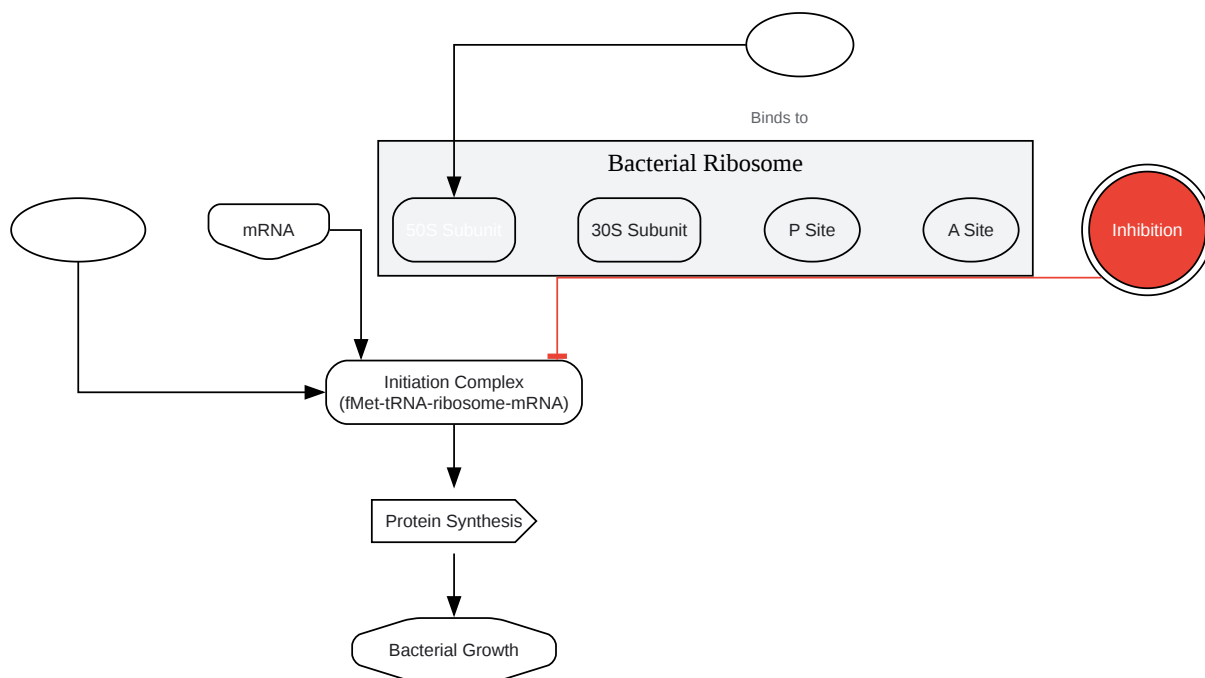 Binds to
Bacterial Ribosome
mRNA
50S Subunit
30S Subunit
P Site
A Site
Inhibition
Initiation Complex
(fMet-tRNA-ribosome-mRNA)
Protein Synthesis
Bacterial Growth